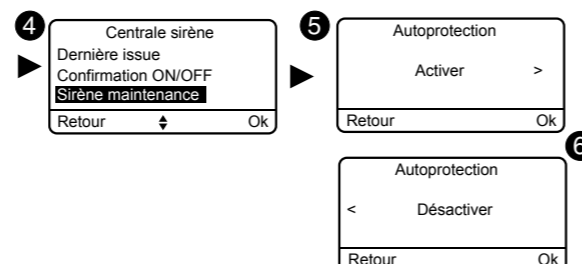 4
Centrale sirène
Dernière issue
Confirmation ON/OFF
Sirène maintenance
Retour Ok
5
Autoprotection
Activer >
Retour Ok
6
Autoprotection
< Désactiver
Retour Ok